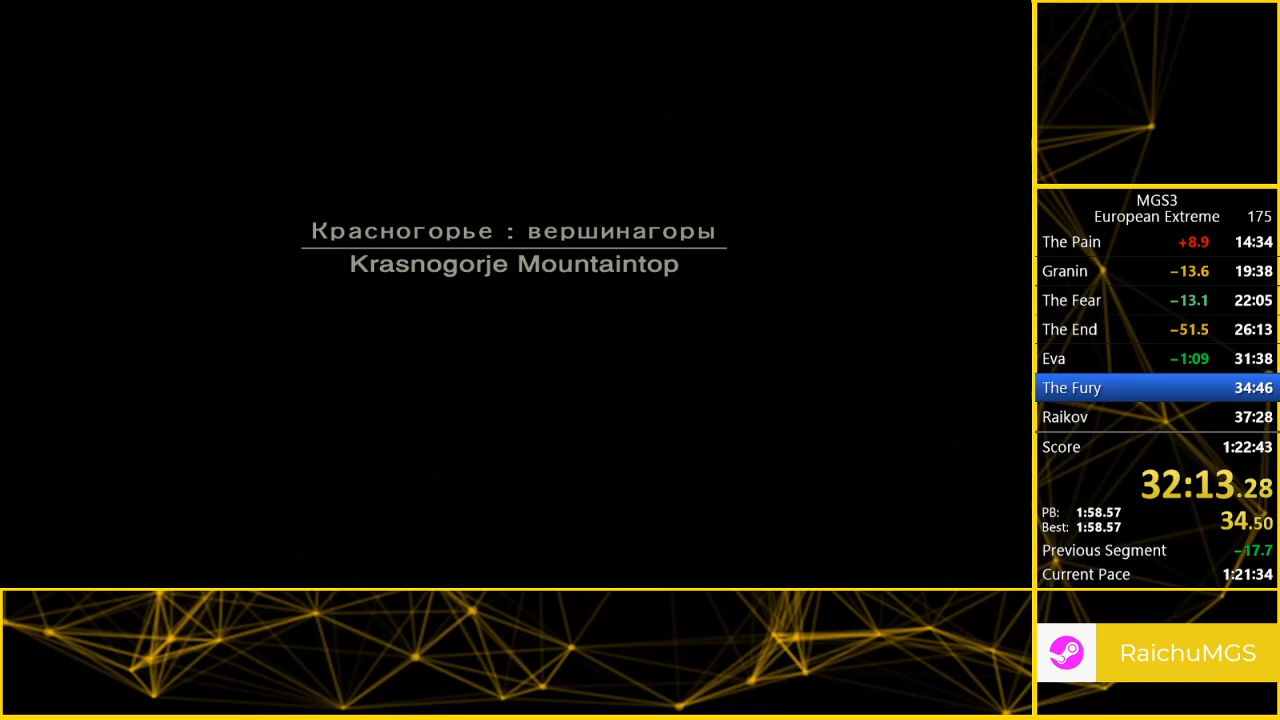 Красногорье : вершинагоры
Krasnogorje Mountaintop
MGS3
European Extreme 175
The Pain +8.9 14:34
Granin −13.6 19:38
The Fear −13.1 22:05
The End −51.5 26:13
Eva −1:09 31:38
The Fury 34:46
Raikov 37:28
Score 1:22:43
32:13.28
PB: 1:58.57
Best: 1:58.57
34.50
Previous Segment −17.7
Current Pace 1:21:34
RaichuMGS